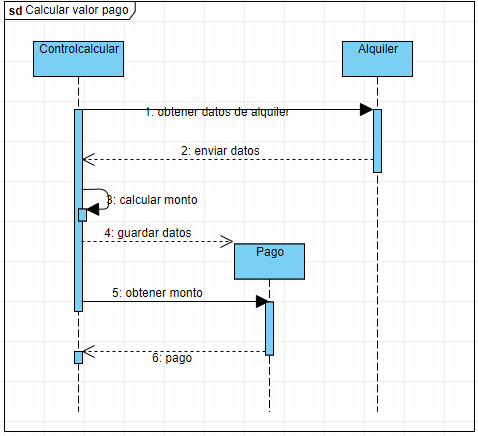 sd Calcular valor pago
Controlcalcular
Alquiler
1: obtener datos de alquiler
2: enviar datos
3: calcular monto
4: guardar datos
Pago
5: obtener monto
6: pago